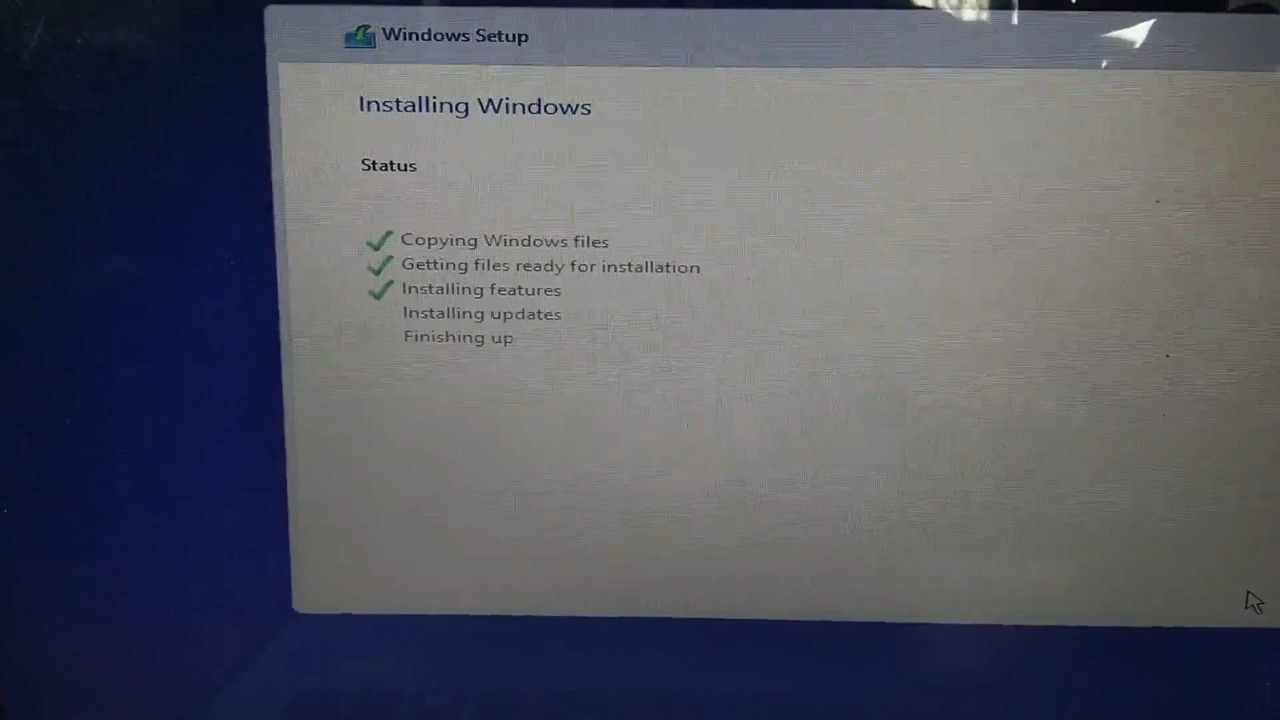 Windows Setup
Installing Windows
Status
Copying Windows files
Getting files ready for installation
Installing features
Installing updates
Finishing up